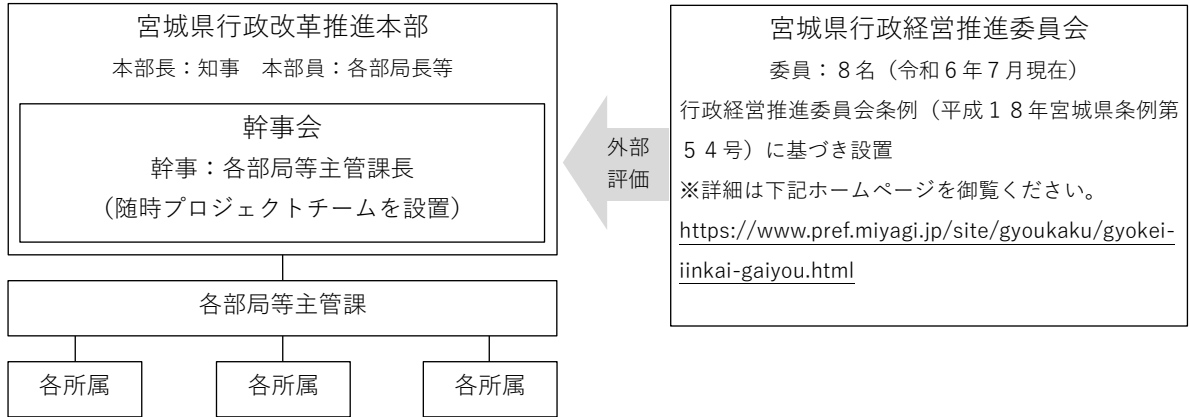 宮城県行政改革推進本部
本部長：知事　本部員：各部局長等
幹事会
幹事：各部局等主管課長
（随時プロジェクトチームを設置）
各部局等主管課
各所属
各所属
各所属
外部
評価
宮城県行政経営推進委員会
委員：８名（令和６年７月現在）
行政経営推進委員会条例（平成１８年宮城県条例第
５４号）に基づき設置
※詳細は下記ホームページを御覧ください。
https://www.pref.miyagi.jp/site/gyoukaku/gyokei-
iinkai-gaiyou.html